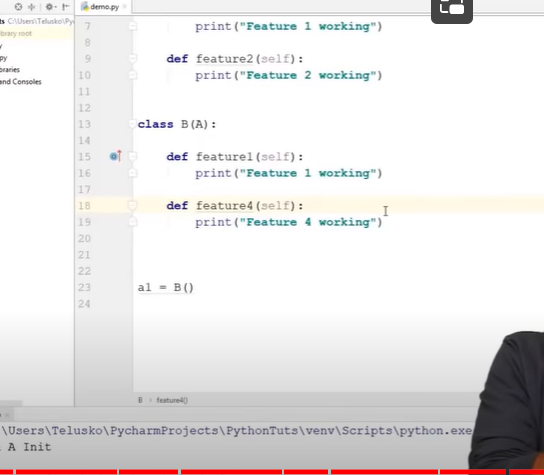 demo.py
ts C:\Users\Telusko\Py
ibrary root
py
braries
and Consoles
7 print("Feature 1 working")
8
9 def feature2(self):
10 print("Feature 2 working")
11
12
13 class B(A):
14
15 def feature1(self):
16 print("Feature 1 working")
17
18 def feature4(self):
19 print("Feature 4 working")
20
21
22
23 a1 = B()
24
B › feature4()
\Users\Telusko\PycharmProjects\PythonTuts\venv\Scripts\python.exe
A Init